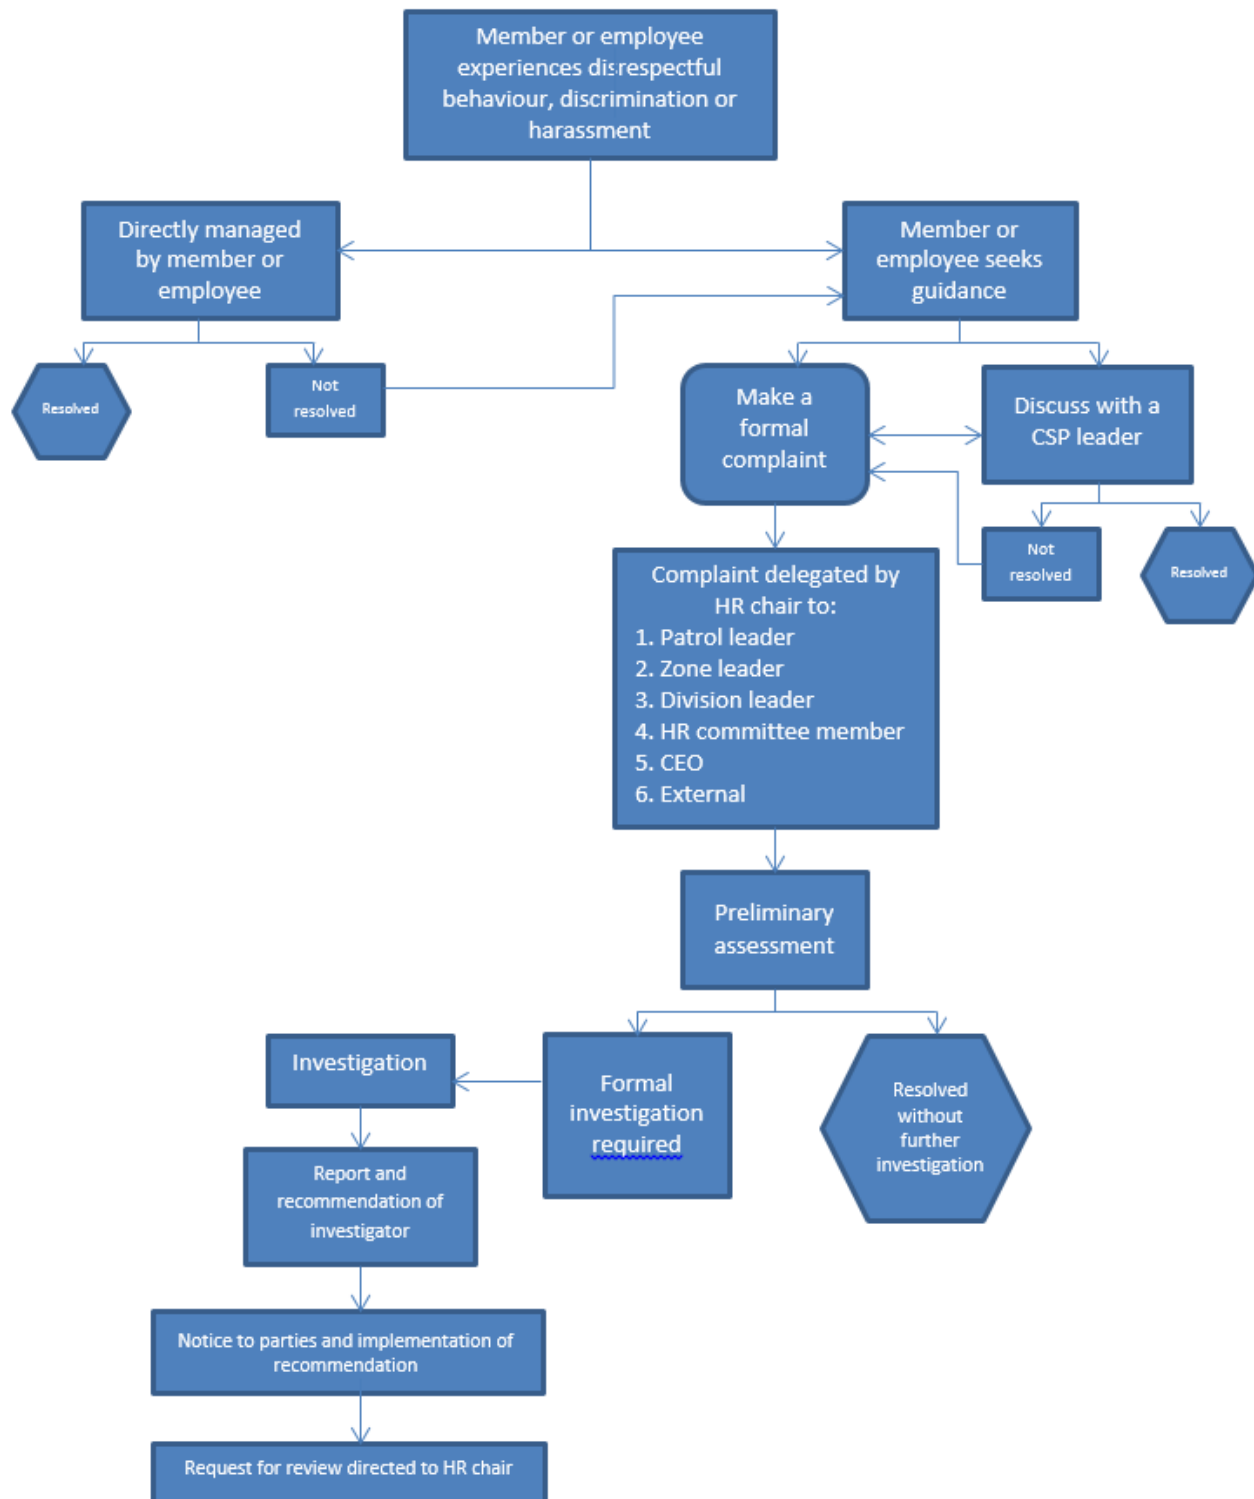 Member or employee
experiences disrespectful
behaviour, discrimination or
harassment
Directly managed
by member or
employee
Member or
employee seeks
guidance
Resolved
Not
resolved
Make a
formal
complaint
Discuss with a
CSP leader
Not
resolved
Resolved
Complaint delegated by
HR chair to:
1. Patrol leader
2. Zone leader
3. Division leader
4. HR committee member
5. CEO
6. External
Preliminary
assessment
Investigation
Formal
investigation
required
Resolved
without
further
investigation
Report and
recommendation of
investigator
Notice to parties and implementation of
recommendation
Request for review directed to HR chair